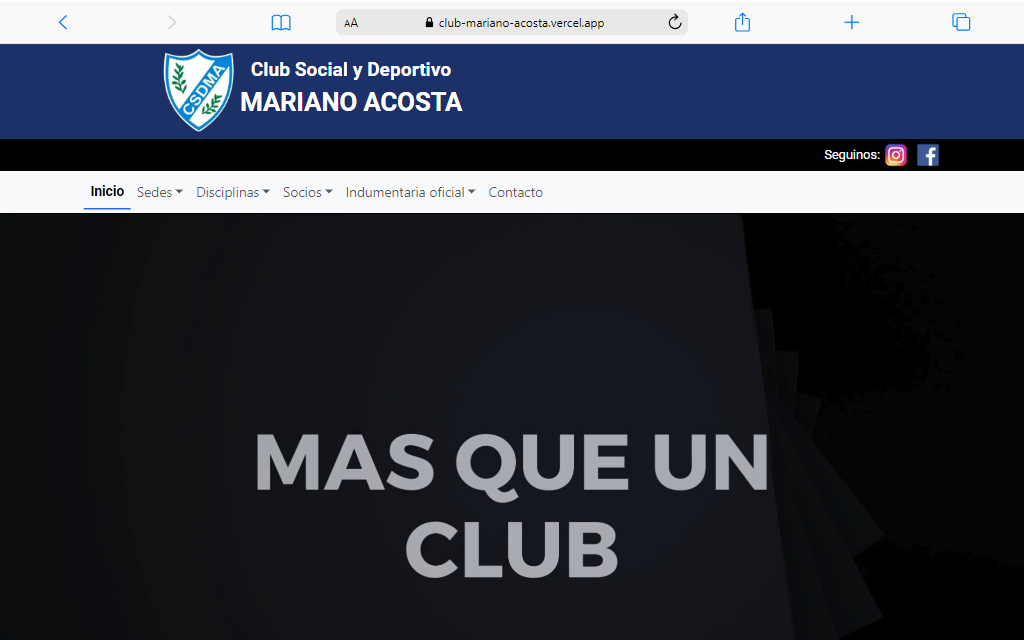 AA club-mariano-acosta.vercel.app
CSDMA
Club Social y Deportivo
MARIANO ACOSTA
Seguinos:
Inicio Sedes Disciplinas Socios Indumentaria oficial Contacto
MAS QUE UN
CLUB